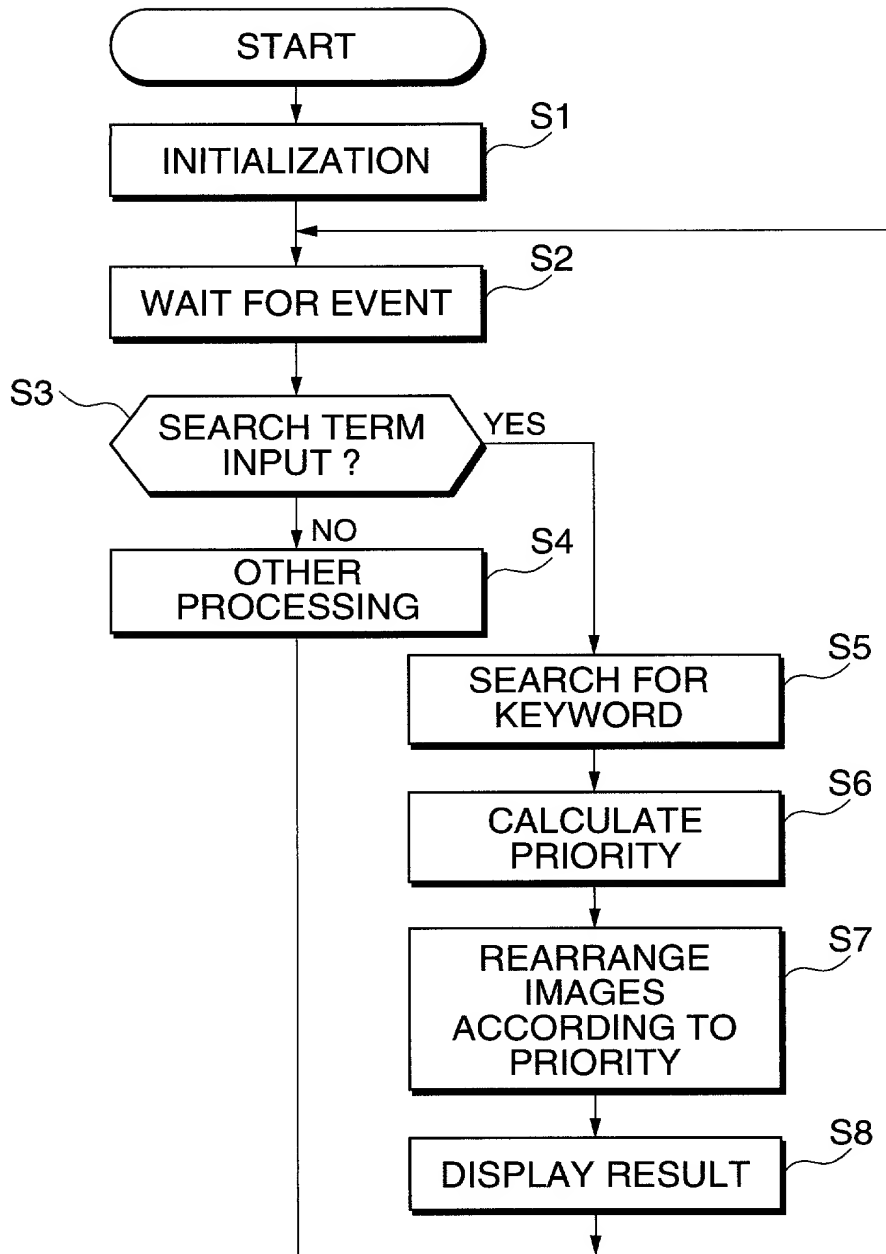 START
S1
INITIALIZATION
S2
WAIT FOR EVENT
S3
SEARCH TERM
INPUT ?
YES
NO
S4
OTHER
PROCESSING
S5
SEARCH FOR
KEYWORD
S6
CALCULATE
PRIORITY
S7
REARRANGE
IMAGES
ACCORDING TO
PRIORITY
S8
DISPLAY RESULT